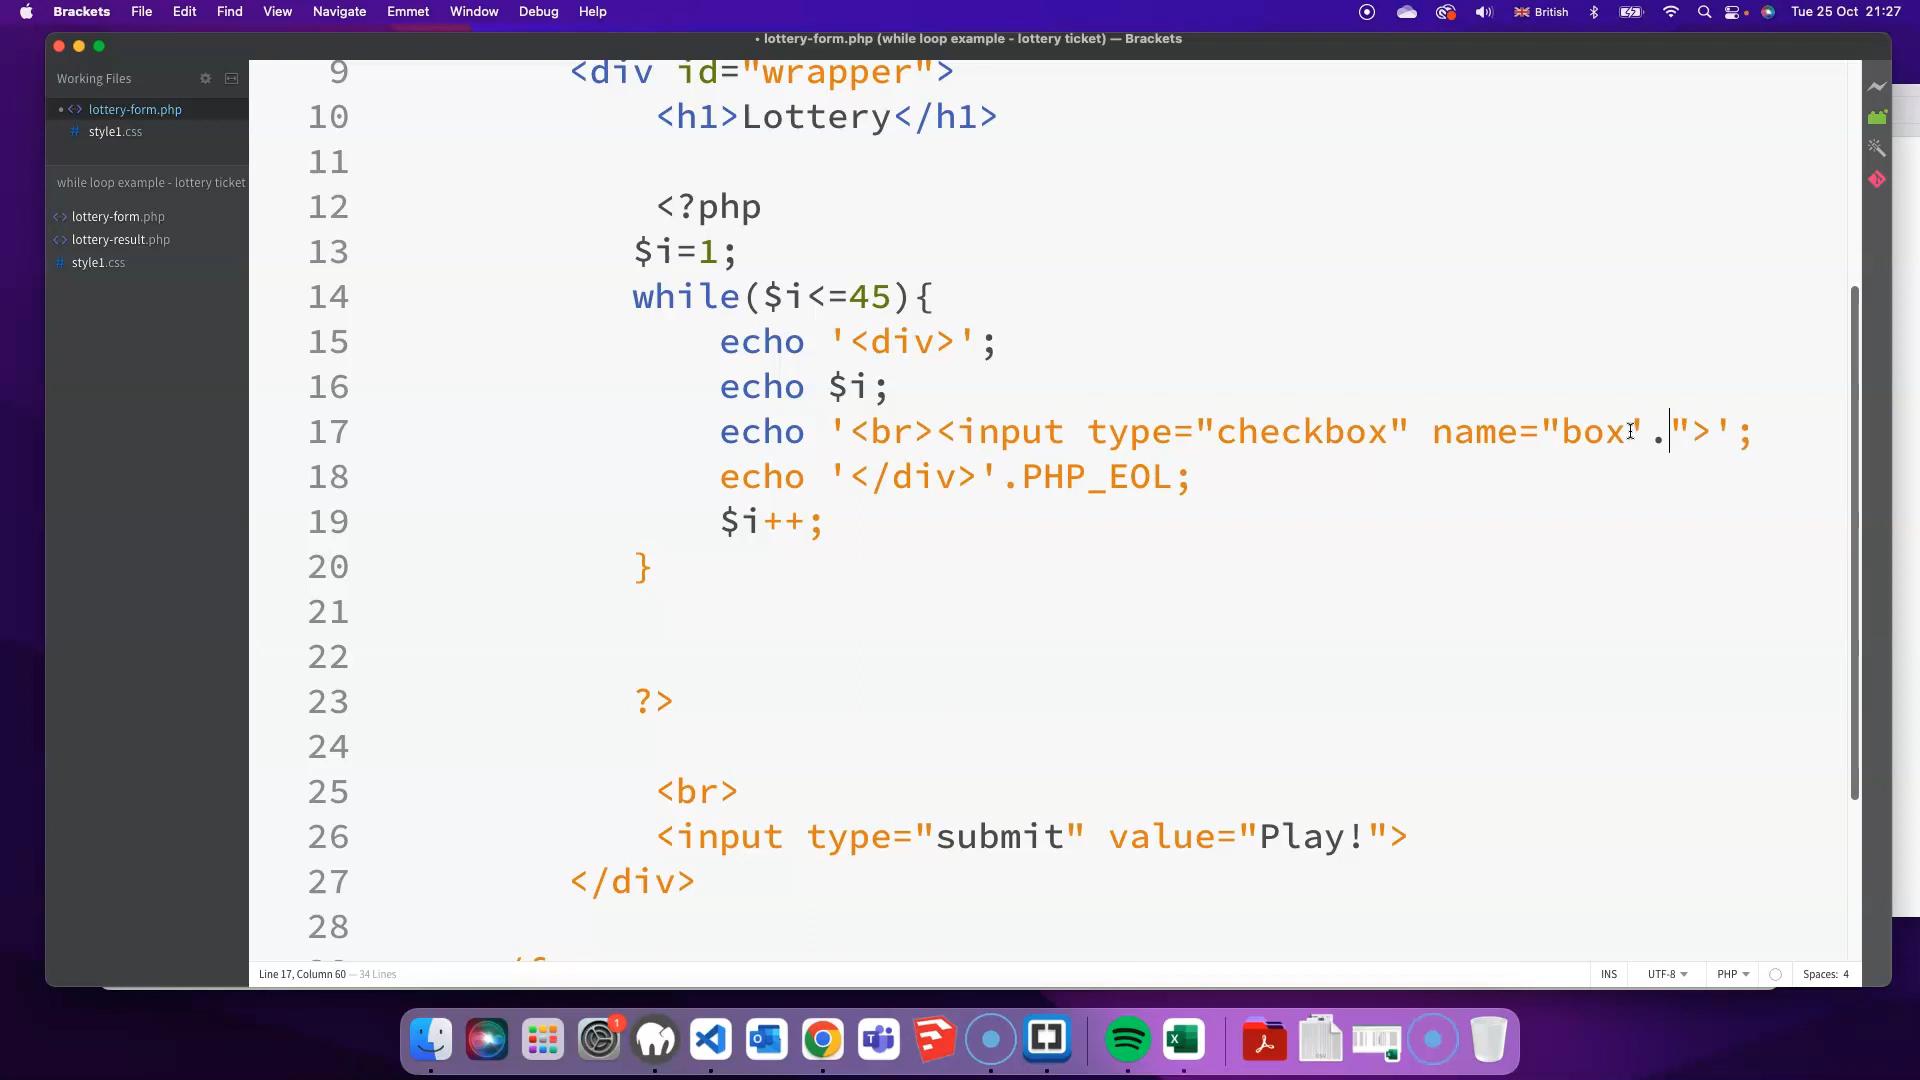 Brackets File Edit Find View Navigate Emmet Window Debug Help British Tue 25 Oct 21:27
• lottery-form.php (while loop example - lottery ticket) — Brackets
Working Files
• lottery-form.php
style1.css
while loop example - lottery ticket
lottery-form.php
lottery-result.php
style1.css
9 <div id="wrapper">
10 <h1>Lottery</h1>
11
12 <?php
13 $i=1;
14 while($i<=45){
15 echo '<div>';
16 echo $i;
17 echo '<br><input type="checkbox" name="box'.">';
18 echo '</div>'.PHP_EOL;
19 $i++;
20 }
21
22
23 ?>
24
25 <br>
26 <input type="submit" value="Play!">
27 </div>
28
Line 17, Column 60 — 34 Lines INS UTF-8 PHP Spaces: 4
1